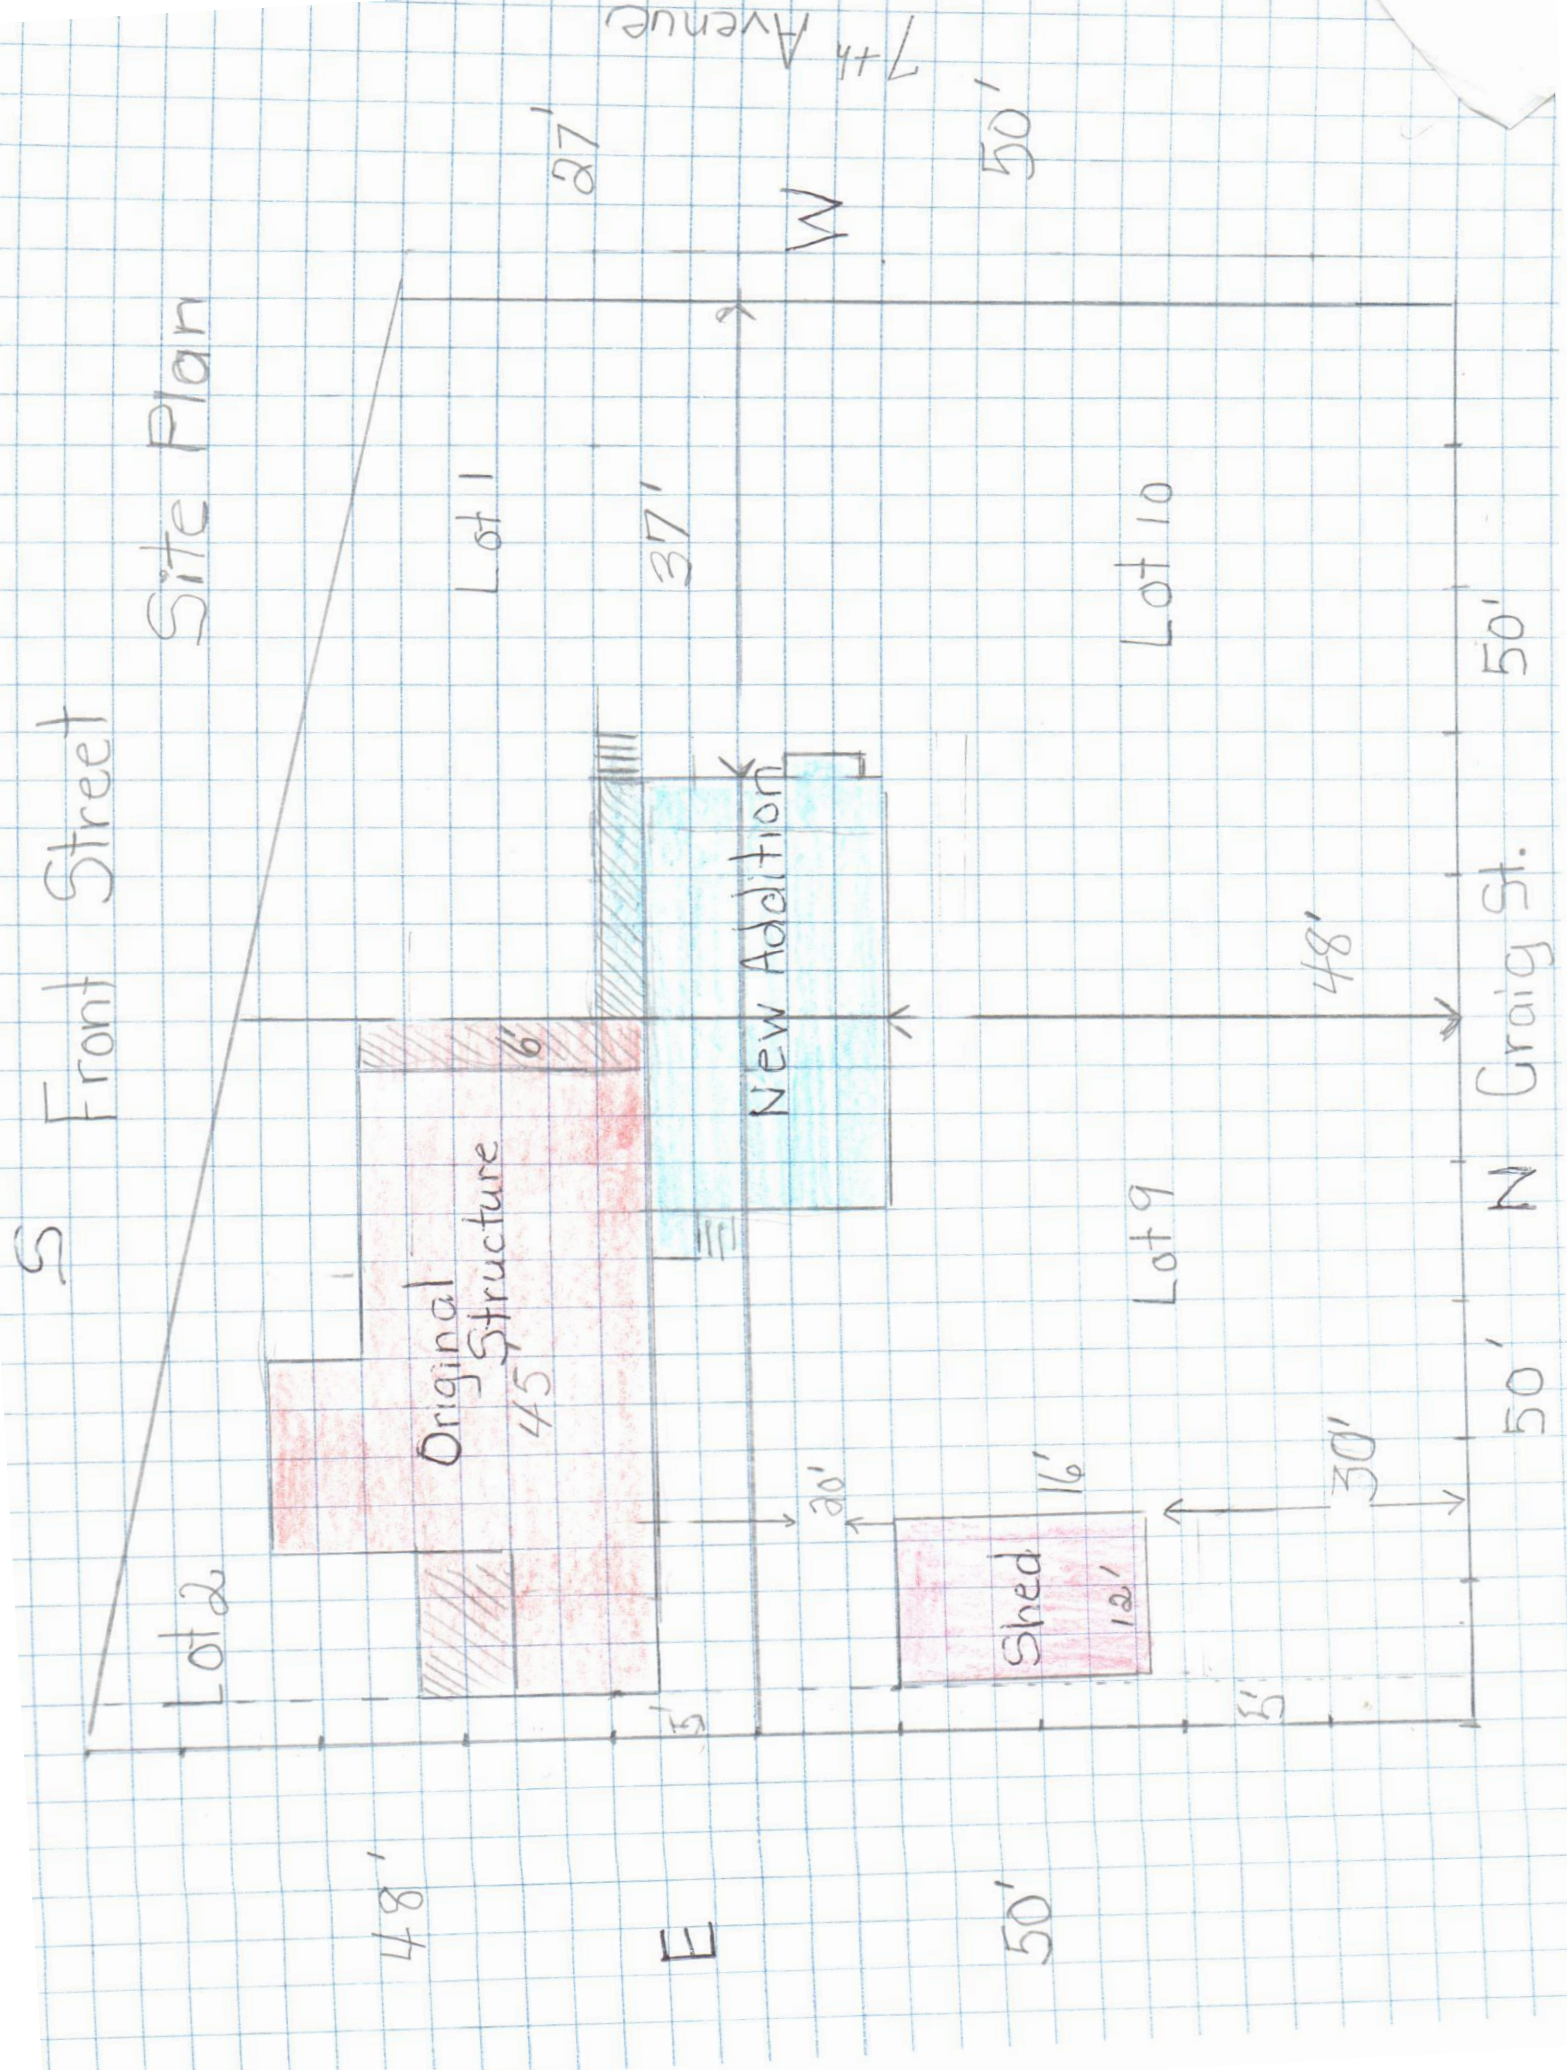 S
Front Street
Site Plan
Lot 2
Lot 1
27'
7th Avenue
48'
Original
Structure
45
6'
37'
W
E
5'
New Addition
20'
50'
Shed
16'
12'
Lot 9
Lot 10
50'
5'
30'
48'
50'
N
Craig St.
50'